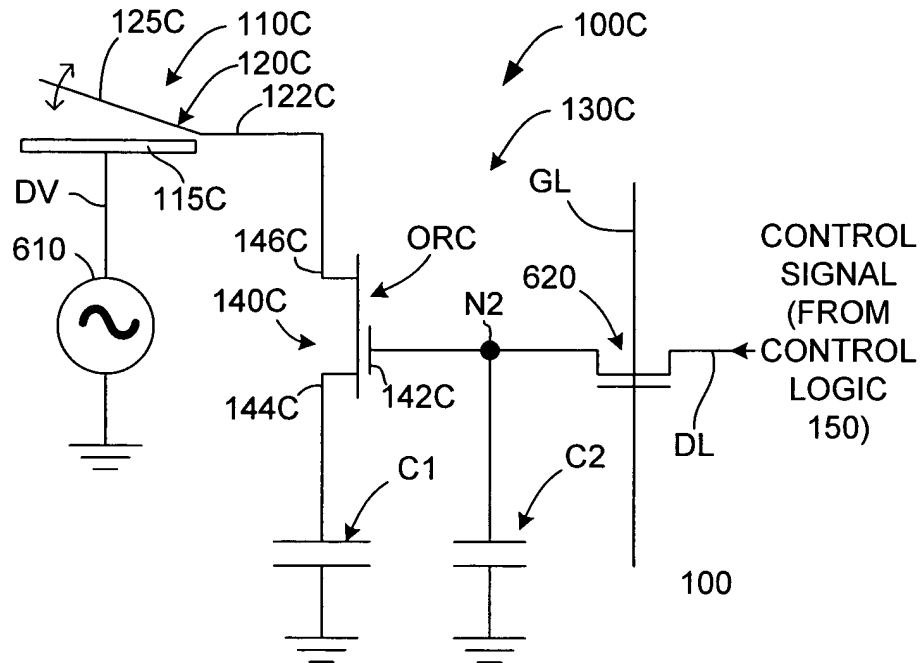 125C
110C
120C
122C
100C
130C
115C
DV
610
GL
146C
ORC
140C
N2
620
CONTROL
SIGNAL
(FROM
CONTROL
LOGIC
150)
142C
144C
DL
C1
C2
100